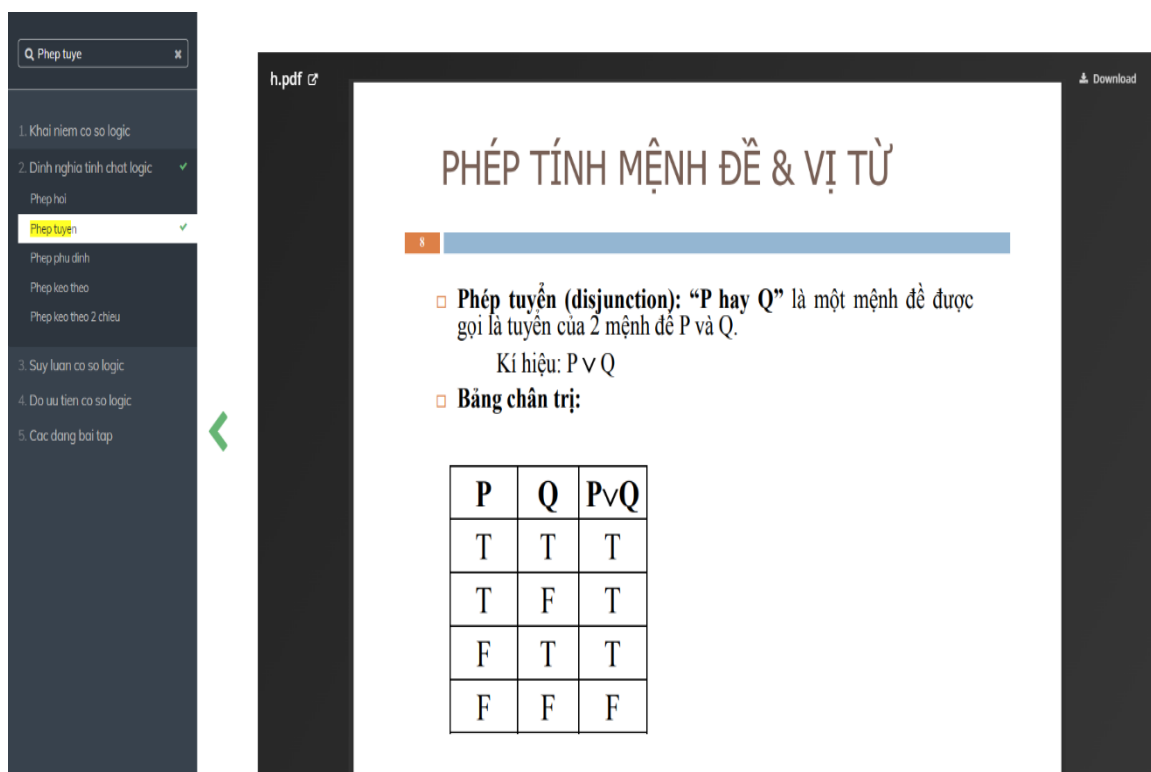 Phep tuye
1. Khai niem co so logic
2. Dinh nghia tinh chat logic
Phep hoi
Phep tuyen
Phep phu dinh
Phep keo theo
Phep keo theo 2 chieu
3. Suy luan co so logic
4. Do uu tien co so logic
5. Cac dang bai tap
h.pdf
Download
PHÉP TÍNH MỆNH ĐỀ & VỊ TỪ
8
Phép tuyển (disjunction): “P hay Q” là một mệnh đề được
gọi là tuyển của 2 mệnh đề P và Q.
Kí hiệu: P ∨ Q
Bảng chân trị:
P Q P∨Q
T T T
T F T
F T T
F F F